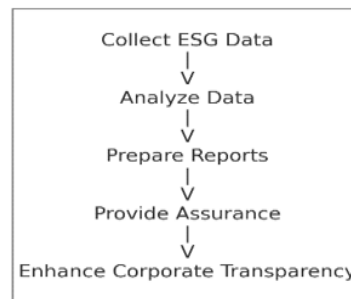 Collect ESG Data
|
V
Analyze Data
|
V
Prepare Reports
|
V
Provide Assurance
|
V
Enhance Corporate Transparency